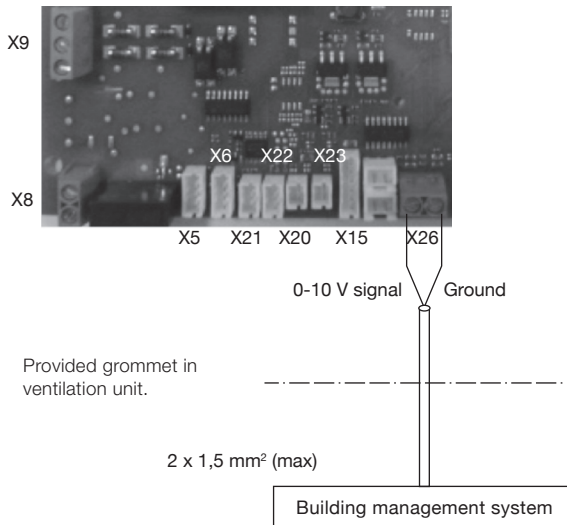 X9
X6
X22
X23
X8
X5
X21
X20
X15
X26
0-10 V signal
Ground
Provided grommet in
ventilation unit.
2 x 1,5 mm² (max)
Building management system